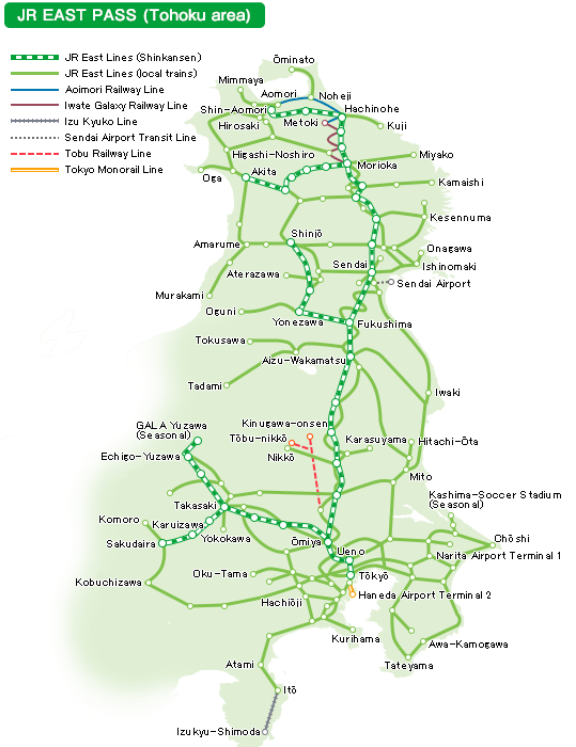 JR EAST PASS (Tohoku area)
JR East Lines (Shinkansen)
JR East Lines (local trains)
Aoimori Railway Line
Iwate Galaxy Railway Line
Izu Kyuko Line
Sendai Airport Transit Line
Tobu Railway Line
Tokyo Monorail Line
Ōminato
Mimmaya
Aomori
Noheji
Shin-Aomori
Hachinohe
Hirosaki
Metoki
Kuji
Higashi-Noshiro
Miyako
Morioka
Oga
Akita
Kamaishi
Kesennuma
Shinjō
Amarume
Onagawa
Sendai
Ishinomaki
Aterazawa
Sendai Airport
Murakami
Oguni
Yonezawa
Fukushima
Tokusawa
Aizu-Wakamatsu
Tadami
Iwaki
GALA Yuzawa
(Seasonal)
Kinugawa-onsen
Tōbu-nikkō
Karasuyama
Hitachi-Ōta
Echigo-Yuzawa
Nikkō
Mito
Kashima-Soccer Stadium
(Seasonal)
Takasaki
Komoro
Karuizawa
Yokokawa
Sakudaira
Ōmiya
Chōshi
Ueno
Narita Airport Terminal 1
Oku-Tama
Tōkyō
Kobuchizawa
Haneda Airport Terminal 2
Hachiōji
Kurihama
Awa-Kamogawa
Atami
Tateyama
Itō
Izukyu-Shimoda